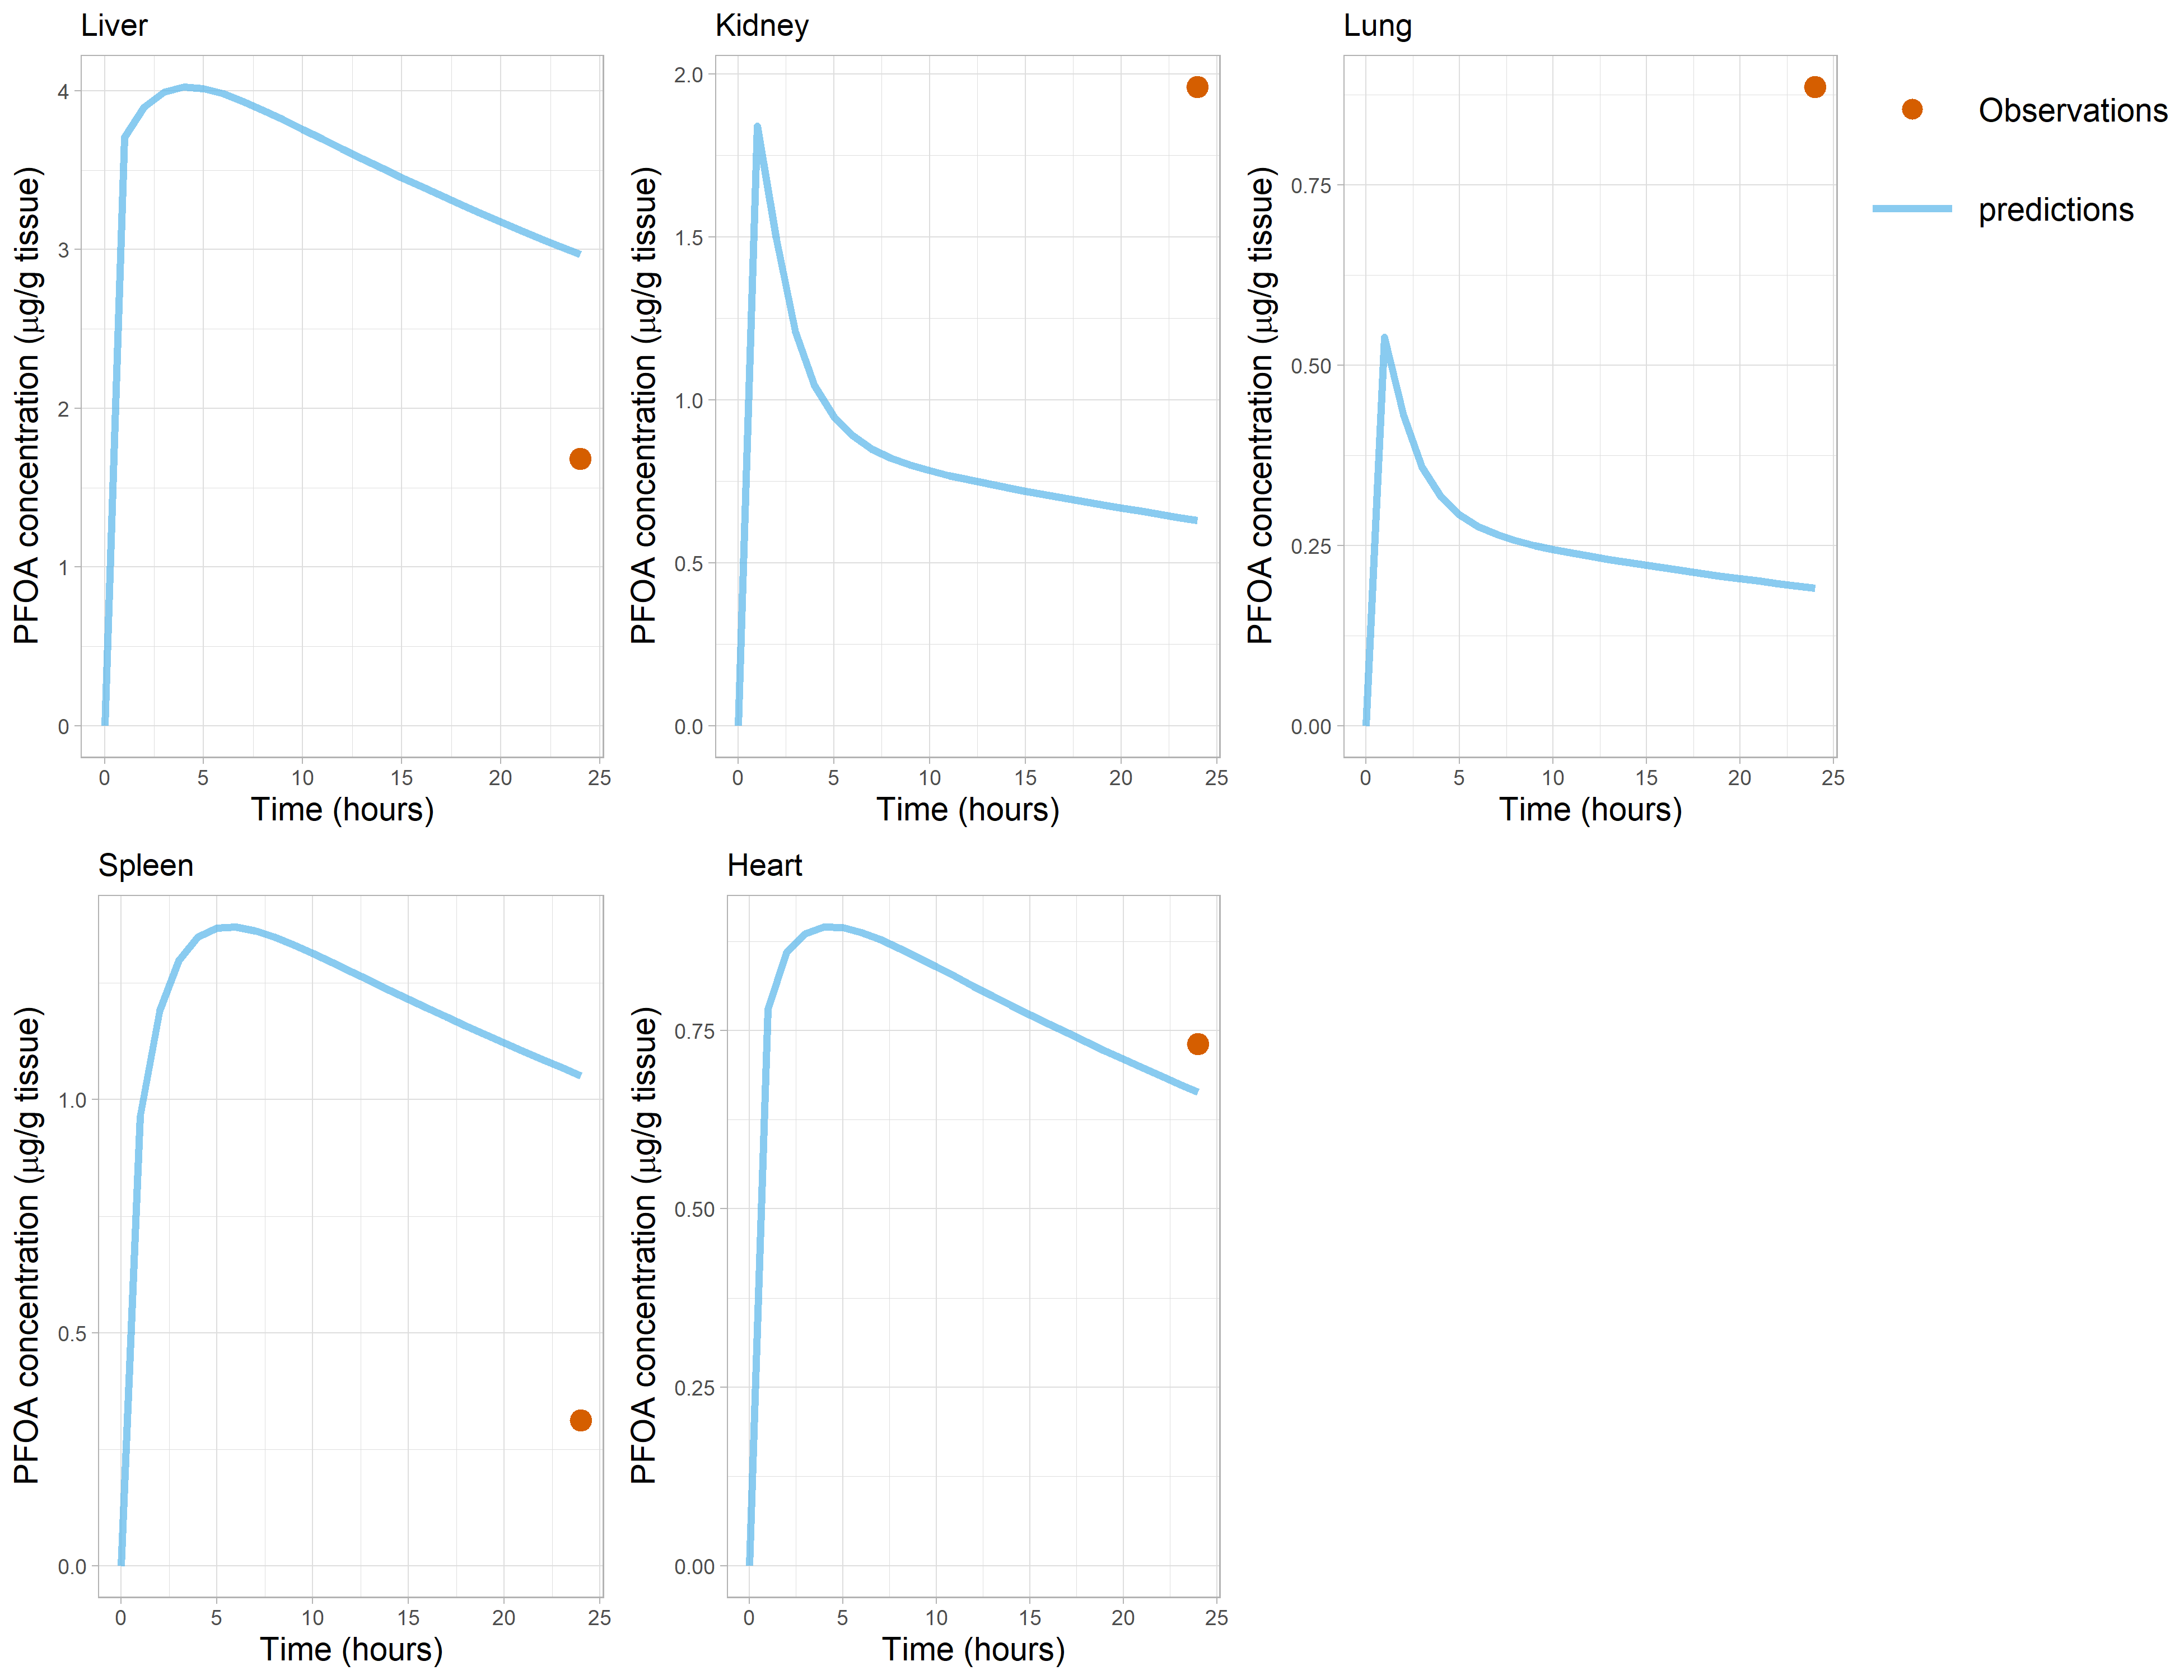 Liver
PFOA concentration (μg/g tissue)
4
3
2
1
0
0 5 10 15 20 25
Time (hours)
Kidney
PFOA concentration (μg/g tissue)
2.0
1.5
1.0
0.5
0.0
0 5 10 15 20 25
Time (hours)
Lung
PFOA concentration (μg/g tissue)
0.75
0.50
0.25
0.00
0 5 10 15 20 25
Time (hours)
Observations
predictions
Spleen
PFOA concentration (μg/g tissue)
1.0
0.5
0.0
0 5 10 15 20 25
Time (hours)
Heart
PFOA concentration (μg/g tissue)
0.75
0.50
0.25
0.00
0 5 10 15 20 25
Time (hours)